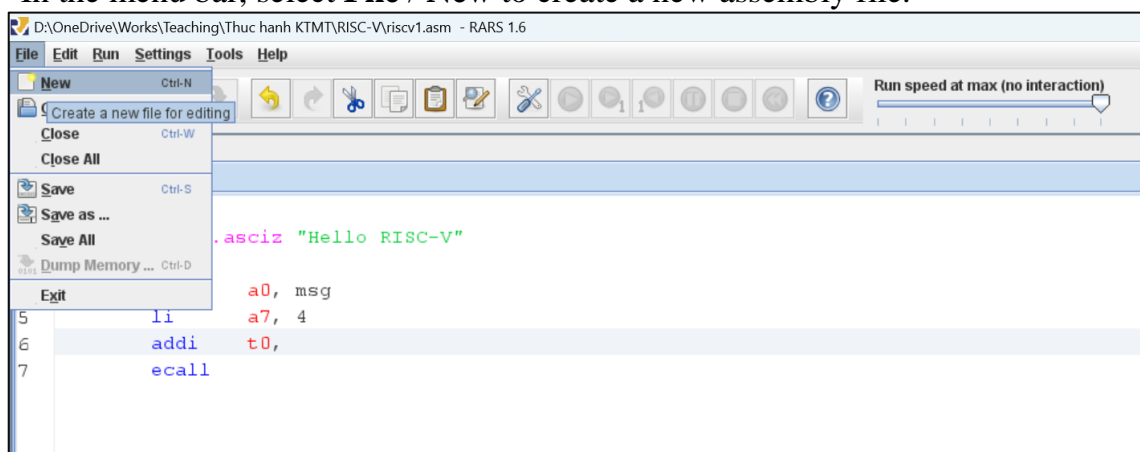 In the menu bar, select File / New to create a new assembly file.
D:\OneDrive\Works\Teaching\Thuc hanh KTMT\RISC-V\riscv1.asm - RARS 1.6
File Edit Run Settings Tools Help
New Ctrl-N
Run speed at max (no interaction)
Create a new file for editing
Close Ctrl-W
Close All
Save Ctrl-S
Save as ...
.asciz "Hello RISC-V"
Save All
Dump Memory ... Ctrl-D
a0, msg
Exit
5 li a7, 4
6 addi t0,
7 ecall